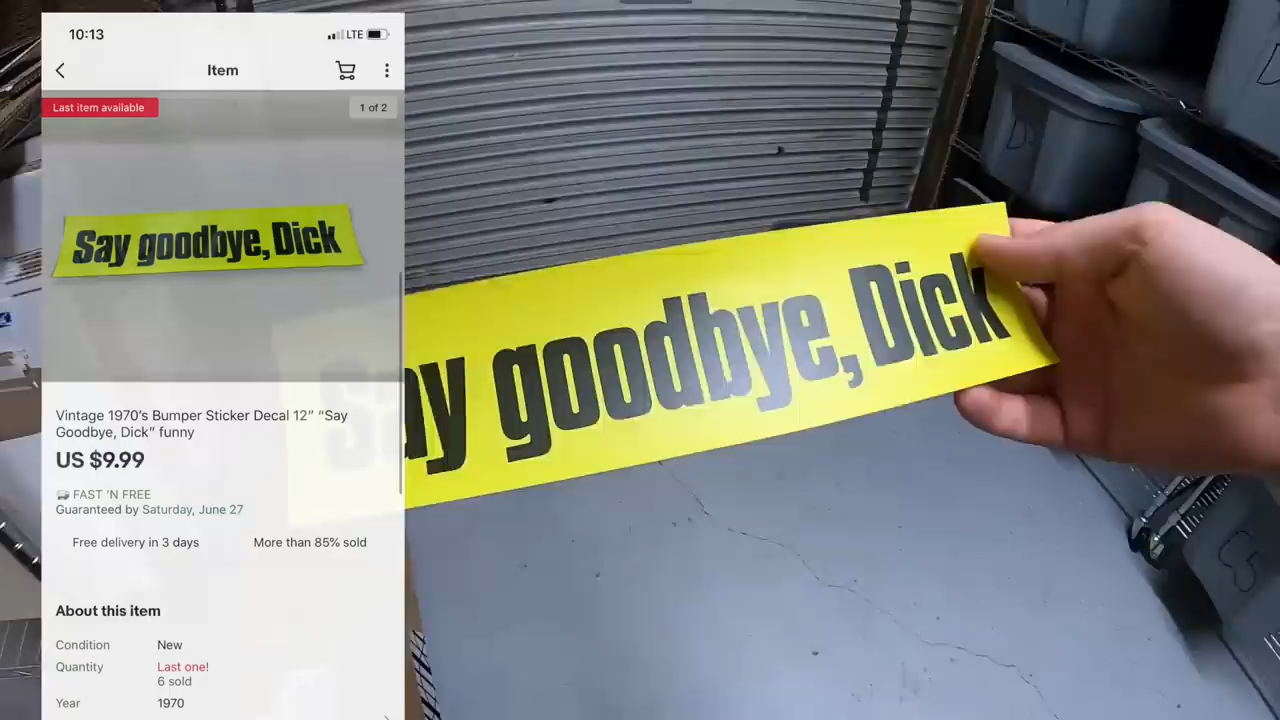 10:13
LTE
Item
Last item available
1 of 2
Say goodbye, Dick
Vintage 1970's Bumper Sticker Decal 12" "Say
Goodbye, Dick" funny
US $9.99
FAST 'N FREE
Guaranteed by Saturday, June 27
Free delivery in 3 days
More than 85% sold
About this item
Condition New
Quantity Last one!
6 sold
Year 1970
ay goodbye, Dick